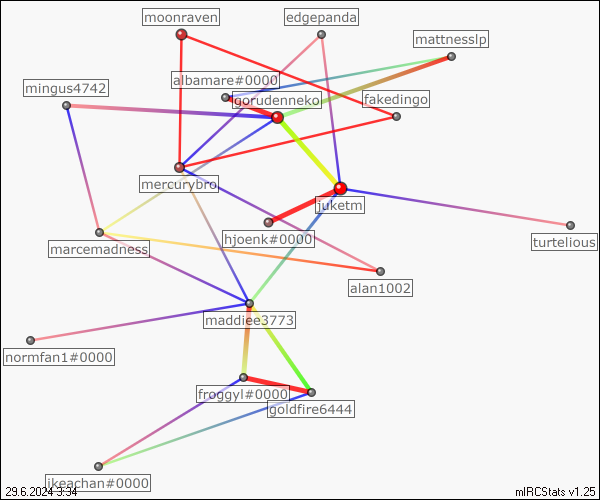 moonraven
edgepanda
mattnesslp
albamare#0000
mingus4742
gorudenneko
fakedingo
mercurybro
juketm
hjoenk#0000
turtelious
marcemadness
alan1002
maddiee3773
normfan1#0000
froggyl#0000
goldfire6444
ikeachan#0000
29.6.2024 3:34
mIRCStats v1.25